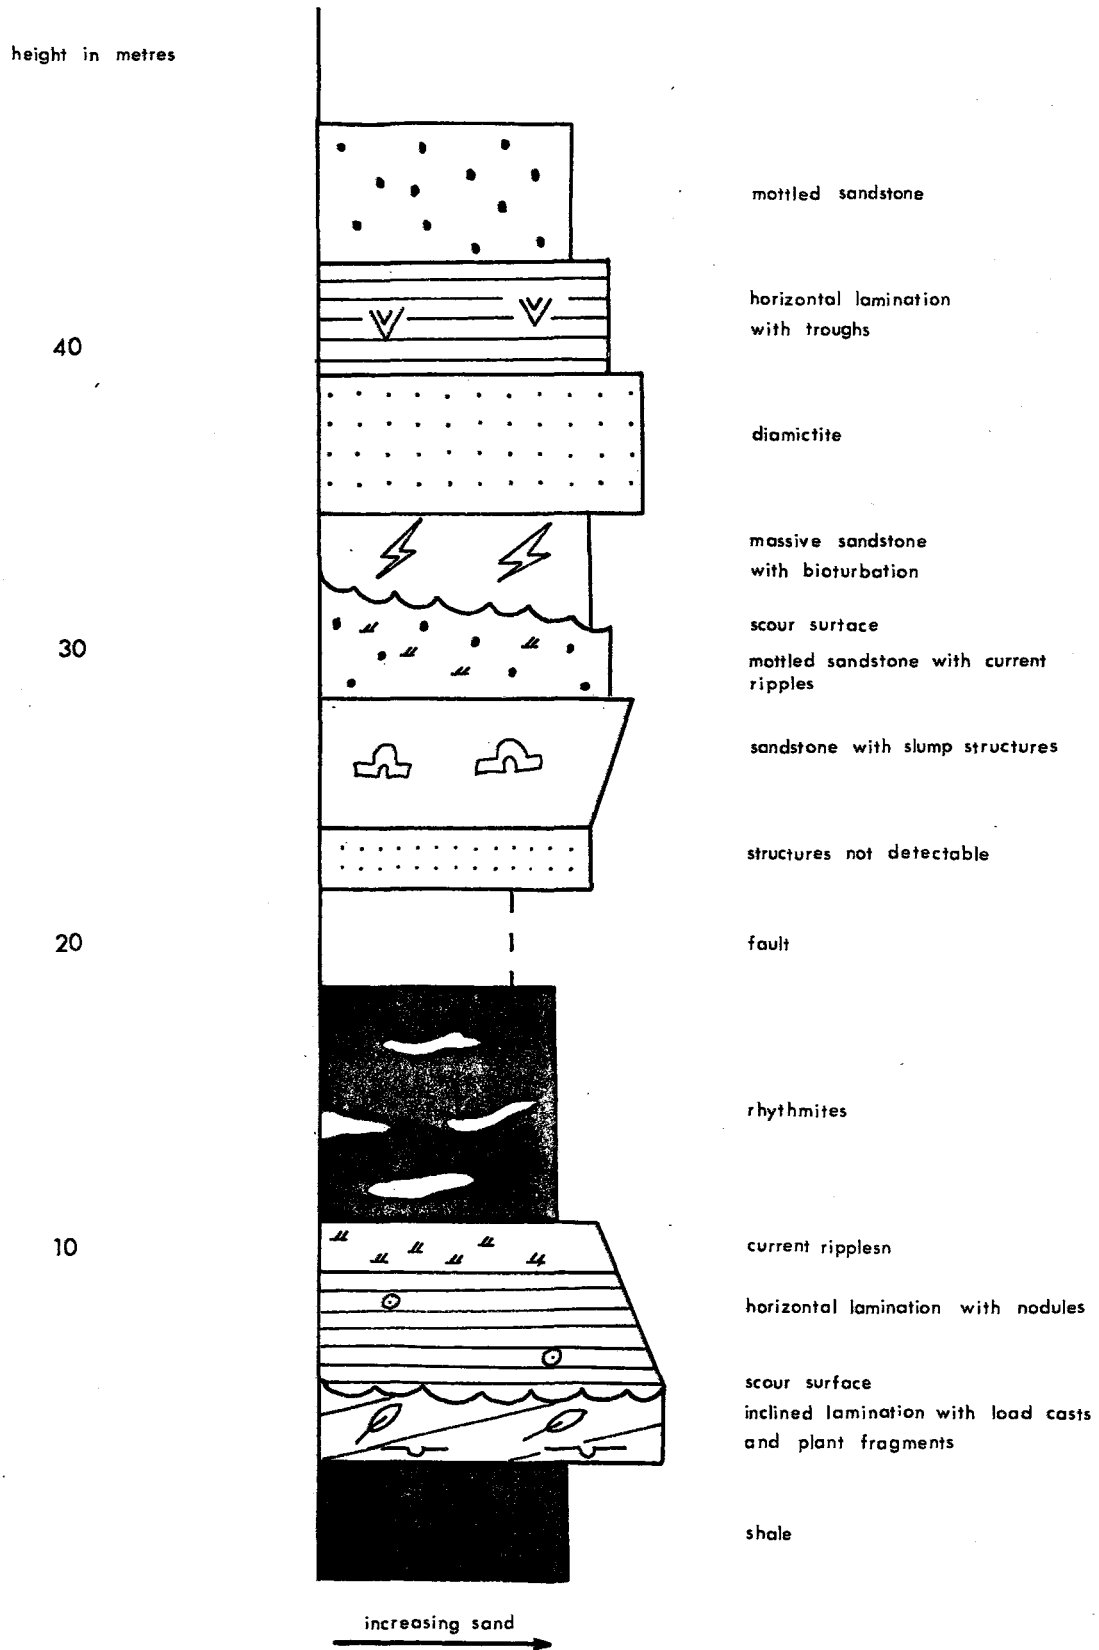 height in metres
mottled sandstone
horizontal lamination
with troughs
40
diamictite
massive sandstone
with bioturbation
scour surtace
30
mottled sandstone with current
ripples
sandstone with slump structures
structures not detectable
20
fault
rhythmites
10
current ripplesn
horizontal lamination with nodules
scour surface
inclined lamination with load casts
and plant fragments
shale
increasing sand